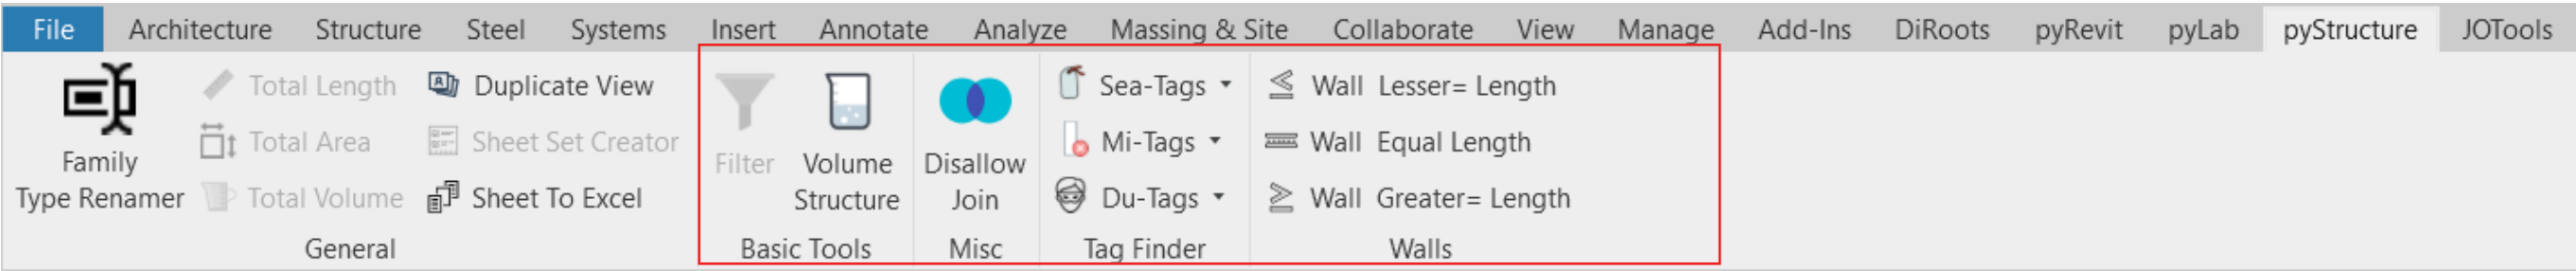 File Architecture Structure Steel Systems Insert Annotate Analyze Massing & Site Collaborate View Manage Add-Ins DiRoots pyRevit pyLab pyStructure JOTools
Family
Type Renamer
Total Length
Total Area
Total Volume
Duplicate View
Sheet Set Creator
Sheet To Excel
General
Filter
Volume
Structure
Basic Tools
Disallow
Join
Misc
Sea-Tags
Mi-Tags
Du-Tags
Tag Finder
Wall Lesser= Length
Wall Equal Length
Wall Greater= Length
Walls